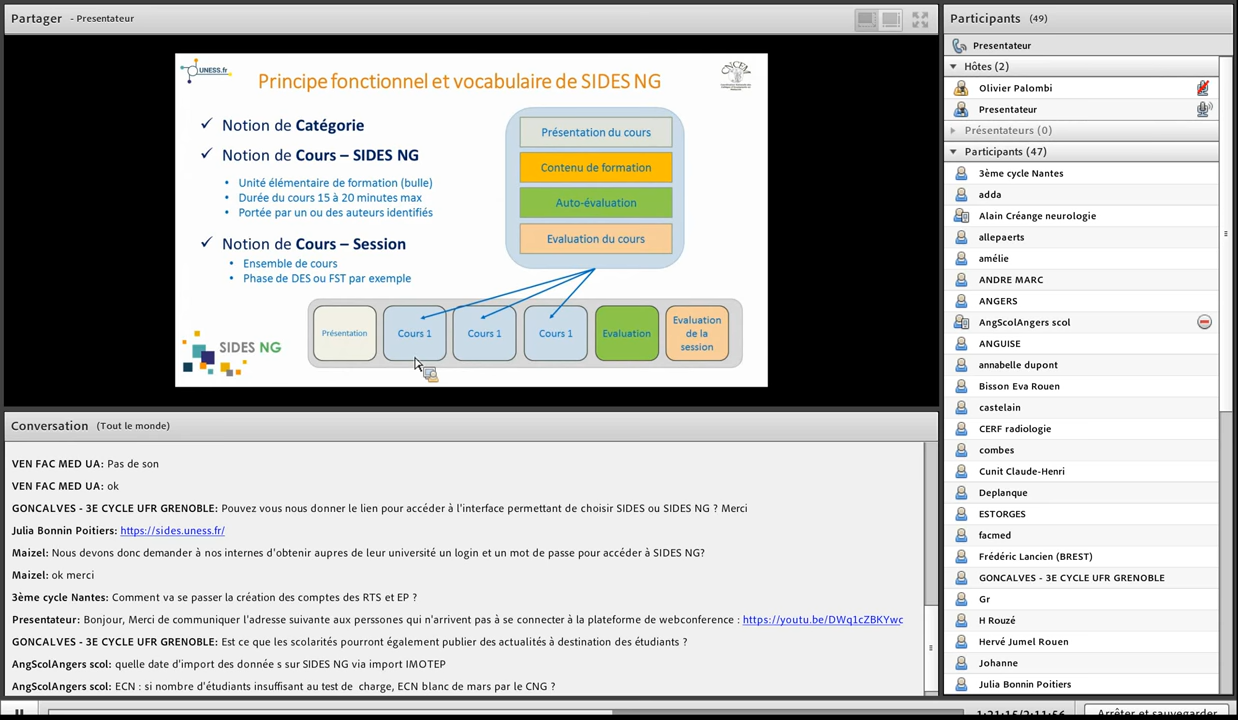 Partager - Presentateur
UNESS.fr
Principe fonctionnel et vocabulaire de SIDES NG
CNCEM
✓ Notion de Catégorie
✓ Notion de Cours – SIDES NG
• Unité élémentaire de formation (bulle)
• Durée du cours 15 à 20 minutes max
• Portée par un ou des auteurs identifiés
✓ Notion de Cours – Session
• Ensemble de cours
• Phase de DES ou FST par exemple
Présentation du cours
Contenu de formation
Auto-évaluation
Evaluation du cours
Présentation
Cours 1
Cours 1
Cours 1
Evaluation
Evaluation
de la
session
SIDES NG
Conversation (Tout le monde)
VEN FAC MED UA: Pas de son
VEN FAC MED UA: ok
GONCALVES - 3E CYCLE UFR GRENOBLE: Pouvez vous nous donner le lien pour accéder à l'interface permettant de choisir SIDES ou SIDES NG ? Merci
Julia Bonnin Poitiers: https://sides.uness.fr/
Maizel: Nous devons donc demander à nos internes d'obtenir aupres de leur université un login et un mot de passe pour accéder à SIDES NG?
Maizel: ok merci
3ème cycle Nantes: Comment va se passer la création des comptes des RTS et EP ?
Presentateur: Bonjour, Merci de communiquer l'adresse suivante aux perssones qui n'arrivent pas à se connecter à la plateforme de webconference : https://youtu.be/DWq1cZBKYwc
GONCALVES - 3E CYCLE UFR GRENOBLE: Est ce que les scolarités pourront également publier des actualités à destination des étudiants ?
AngScolAngers scol: quelle date d'import des donnée s sur SIDES NG via import IMOTEP
AngScolAngers scol: ECN : si nombre d'étudiants insuffisant au test de charge, ECN blanc de mars par le CNG ?
Participants (49)
Presentateur
Hôtes (2)
Olivier Palombi
Presentateur
Présentateurs (0)
Participants (47)
3ème cycle Nantes
adda
Alain Créange neurologie
allepaerts
amélie
ANDRE MARC
ANGERS
AngScolAngers scol
ANGUISE
annabelle dupont
Bisson Eva Rouen
castelain
CERF radiologie
combes
Cunit Claude-Henri
Deplanque
ESTORGES
facmed
Frédéric Lancien (BREST)
GONCALVES - 3E CYCLE UFR GRENOBLE
Gr
H Rouzé
Hervé Jumel Rouen
Johanne
Julia Bonnin Poitiers
1:21:15/2:11:56
Arrêter et sauvegarder